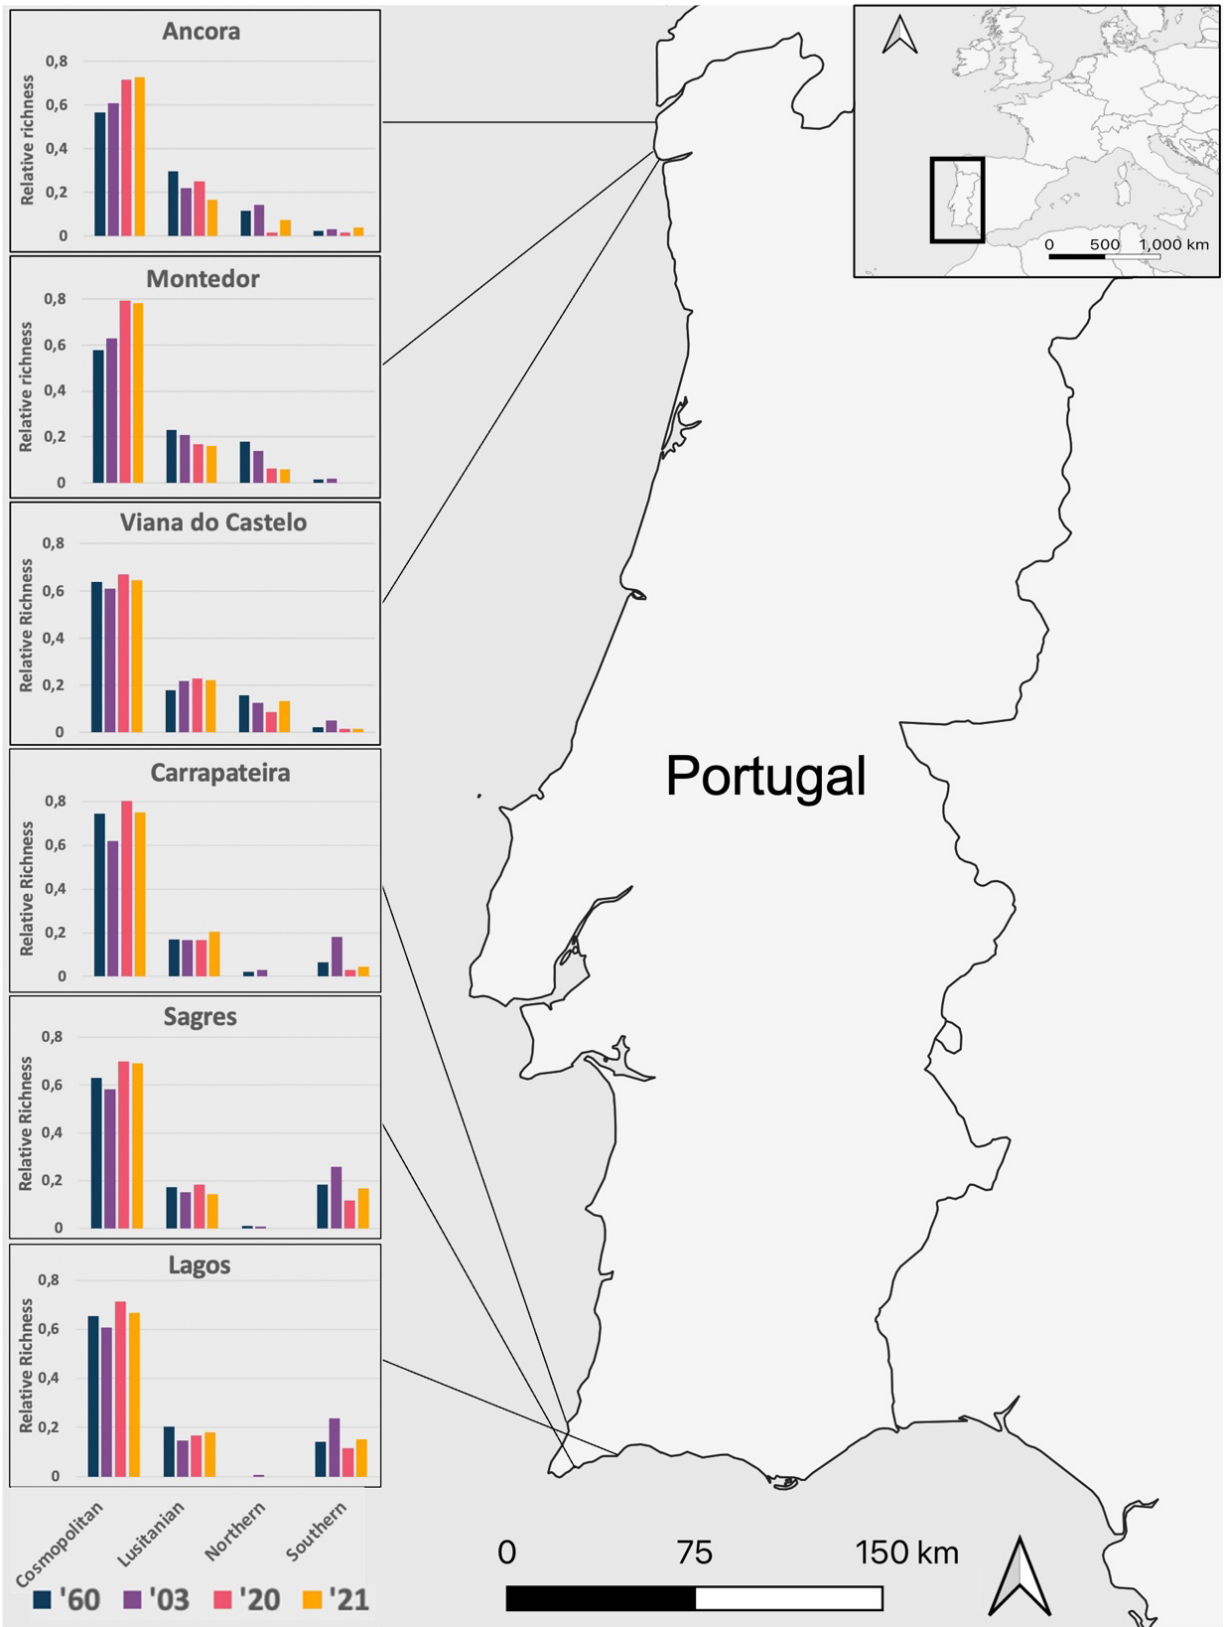 Ancora
Relative richness
0,8
0,6
0,4
0,2
0
Montedor
Relative richness
0,8
0,6
0,4
0,2
0
Viana do Castelo
Relative Richness
0,8
0,6
0,4
0,2
0
Carrapateira
Relative Richness
0,8
0,6
0,4
0,2
0
Sagres
Relative Richness
0,8
0,6
0,4
0,2
0
Lagos
Relative Richness
0,8
0,6
0,4
0,2
0
Cosmopolitan
Lusitanian
Northern
Southern
'60 '03 '20 '21
0 500 1,000 km
Portugal
0 75 150 km